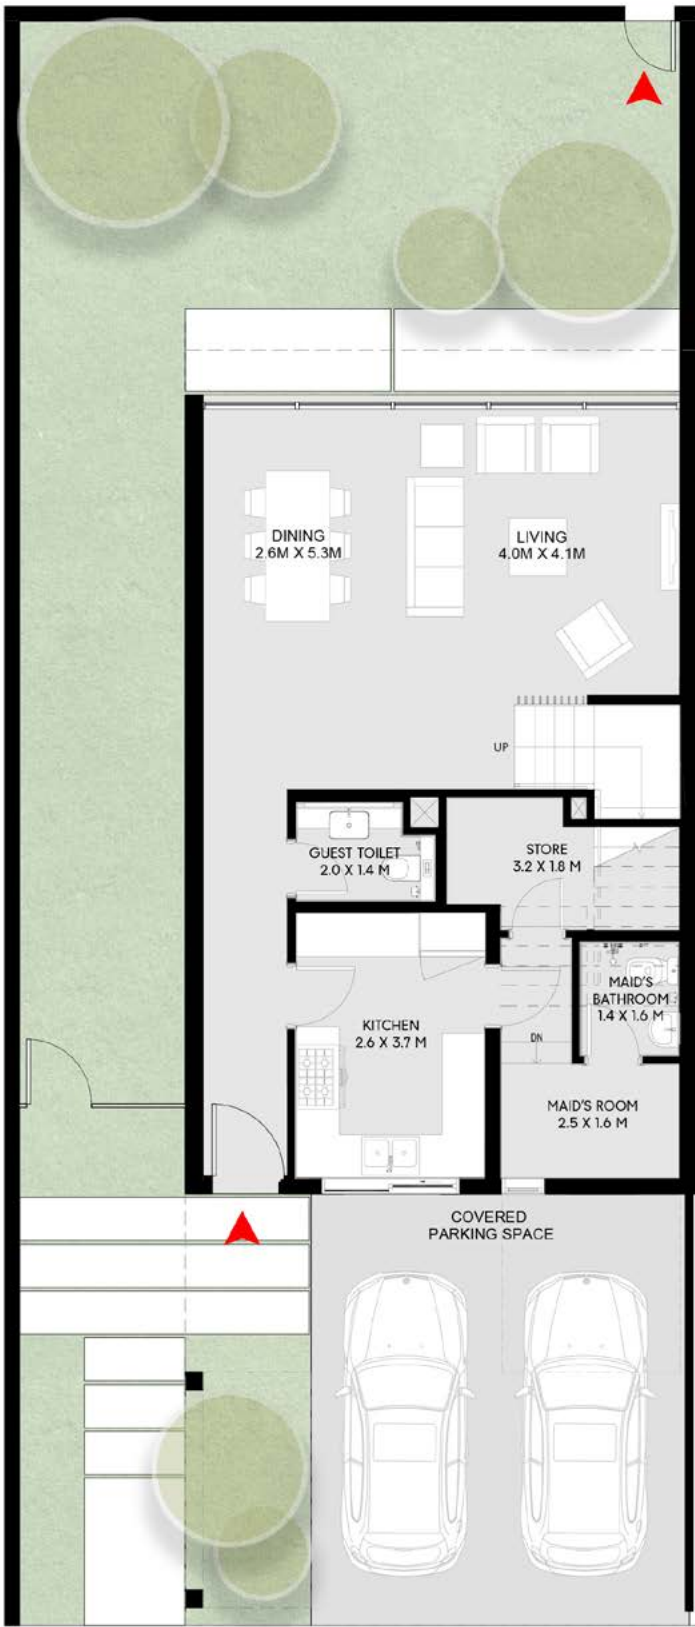 DINING
2.6M X 5.3M
LIVING
4.0M X 4.1M
UP
GUEST TOILET
2.0 X 1.4 M
STORE
3.2 X 1.8 M
MAID'S
BATHROOM
1.4 X 1.6 M
KITCHEN
2.6 X 3.7 M
DN
MAID'S ROOM
2.5 X 1.6 M
COVERED
PARKING SPACE